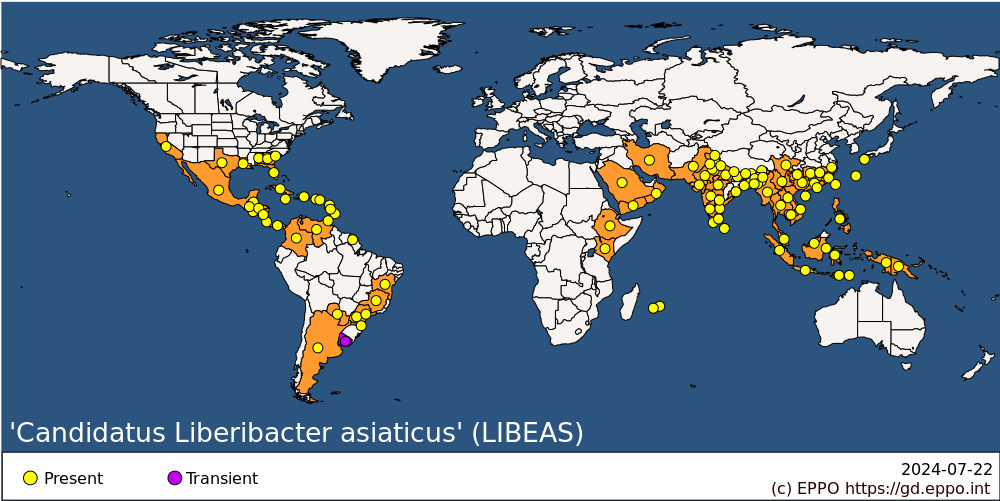 'Candidatus Liberibacter asiaticus' (LIBEAS)
Present
Transient
2024-07-22
(c) EPPO https://gd.eppo.int